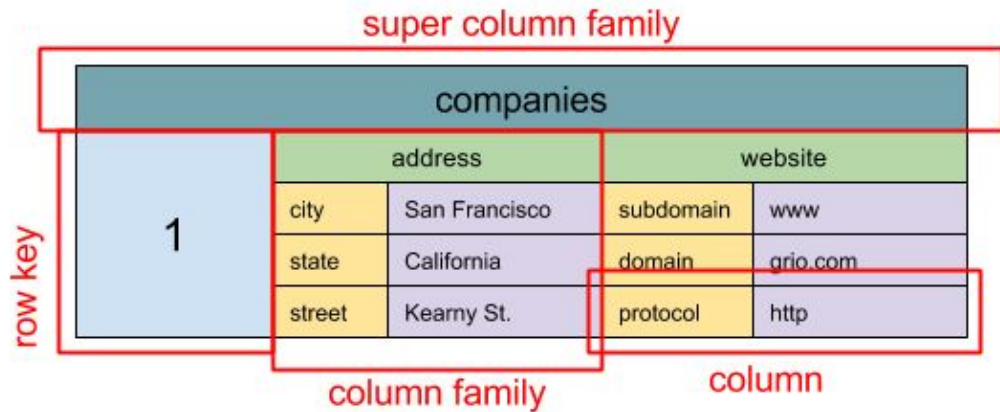 super column family
companies
address website
city San Francisco subdomain www
1
state California domain grio.com
row key
street Kearny St. protocol http
column family column